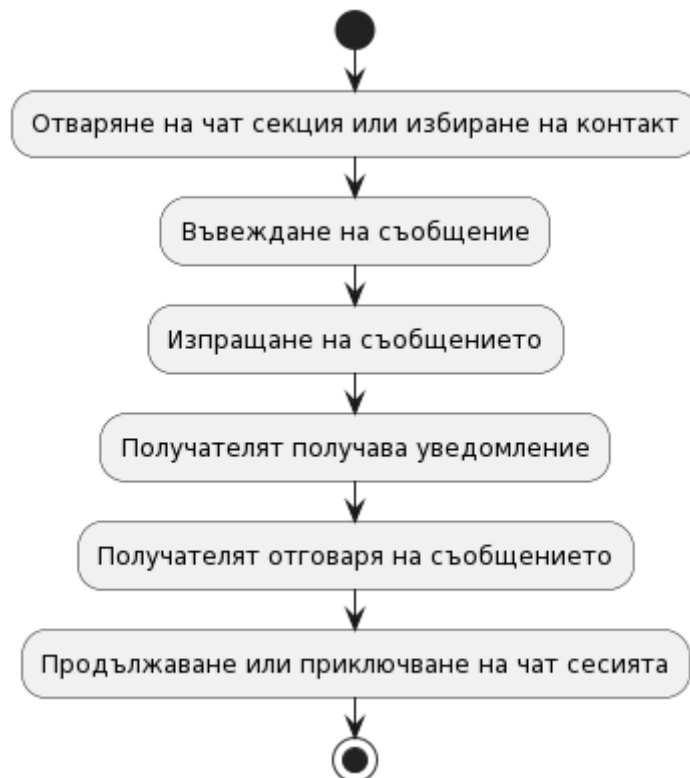 Отваряне на чат секция или избиране на контакт
Въвеждане на съобщение
Изпращане на съобщението
Получателят получава уведомление
Получателят отговаря на съобщението
Продължаване или приключване на чат сесията